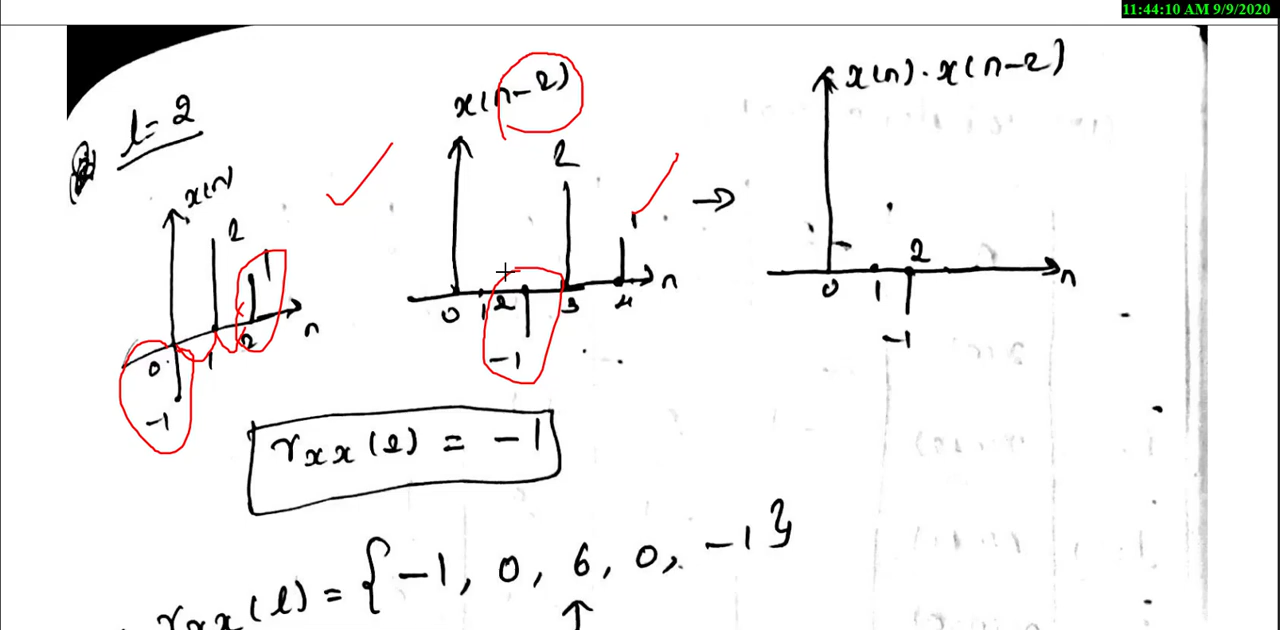 11:44:10 AM 9/9/2020
l=2
x(n)
2
1
0
1
2
n
-1
x(n-2)
2
1
0
1
2
3
4
n
-1
→
x(n).x(n-2)
2
0
1
n
-1
rxx(2) = -1
rxx(l) = {-1, 0, 6, 0, -1}
↑